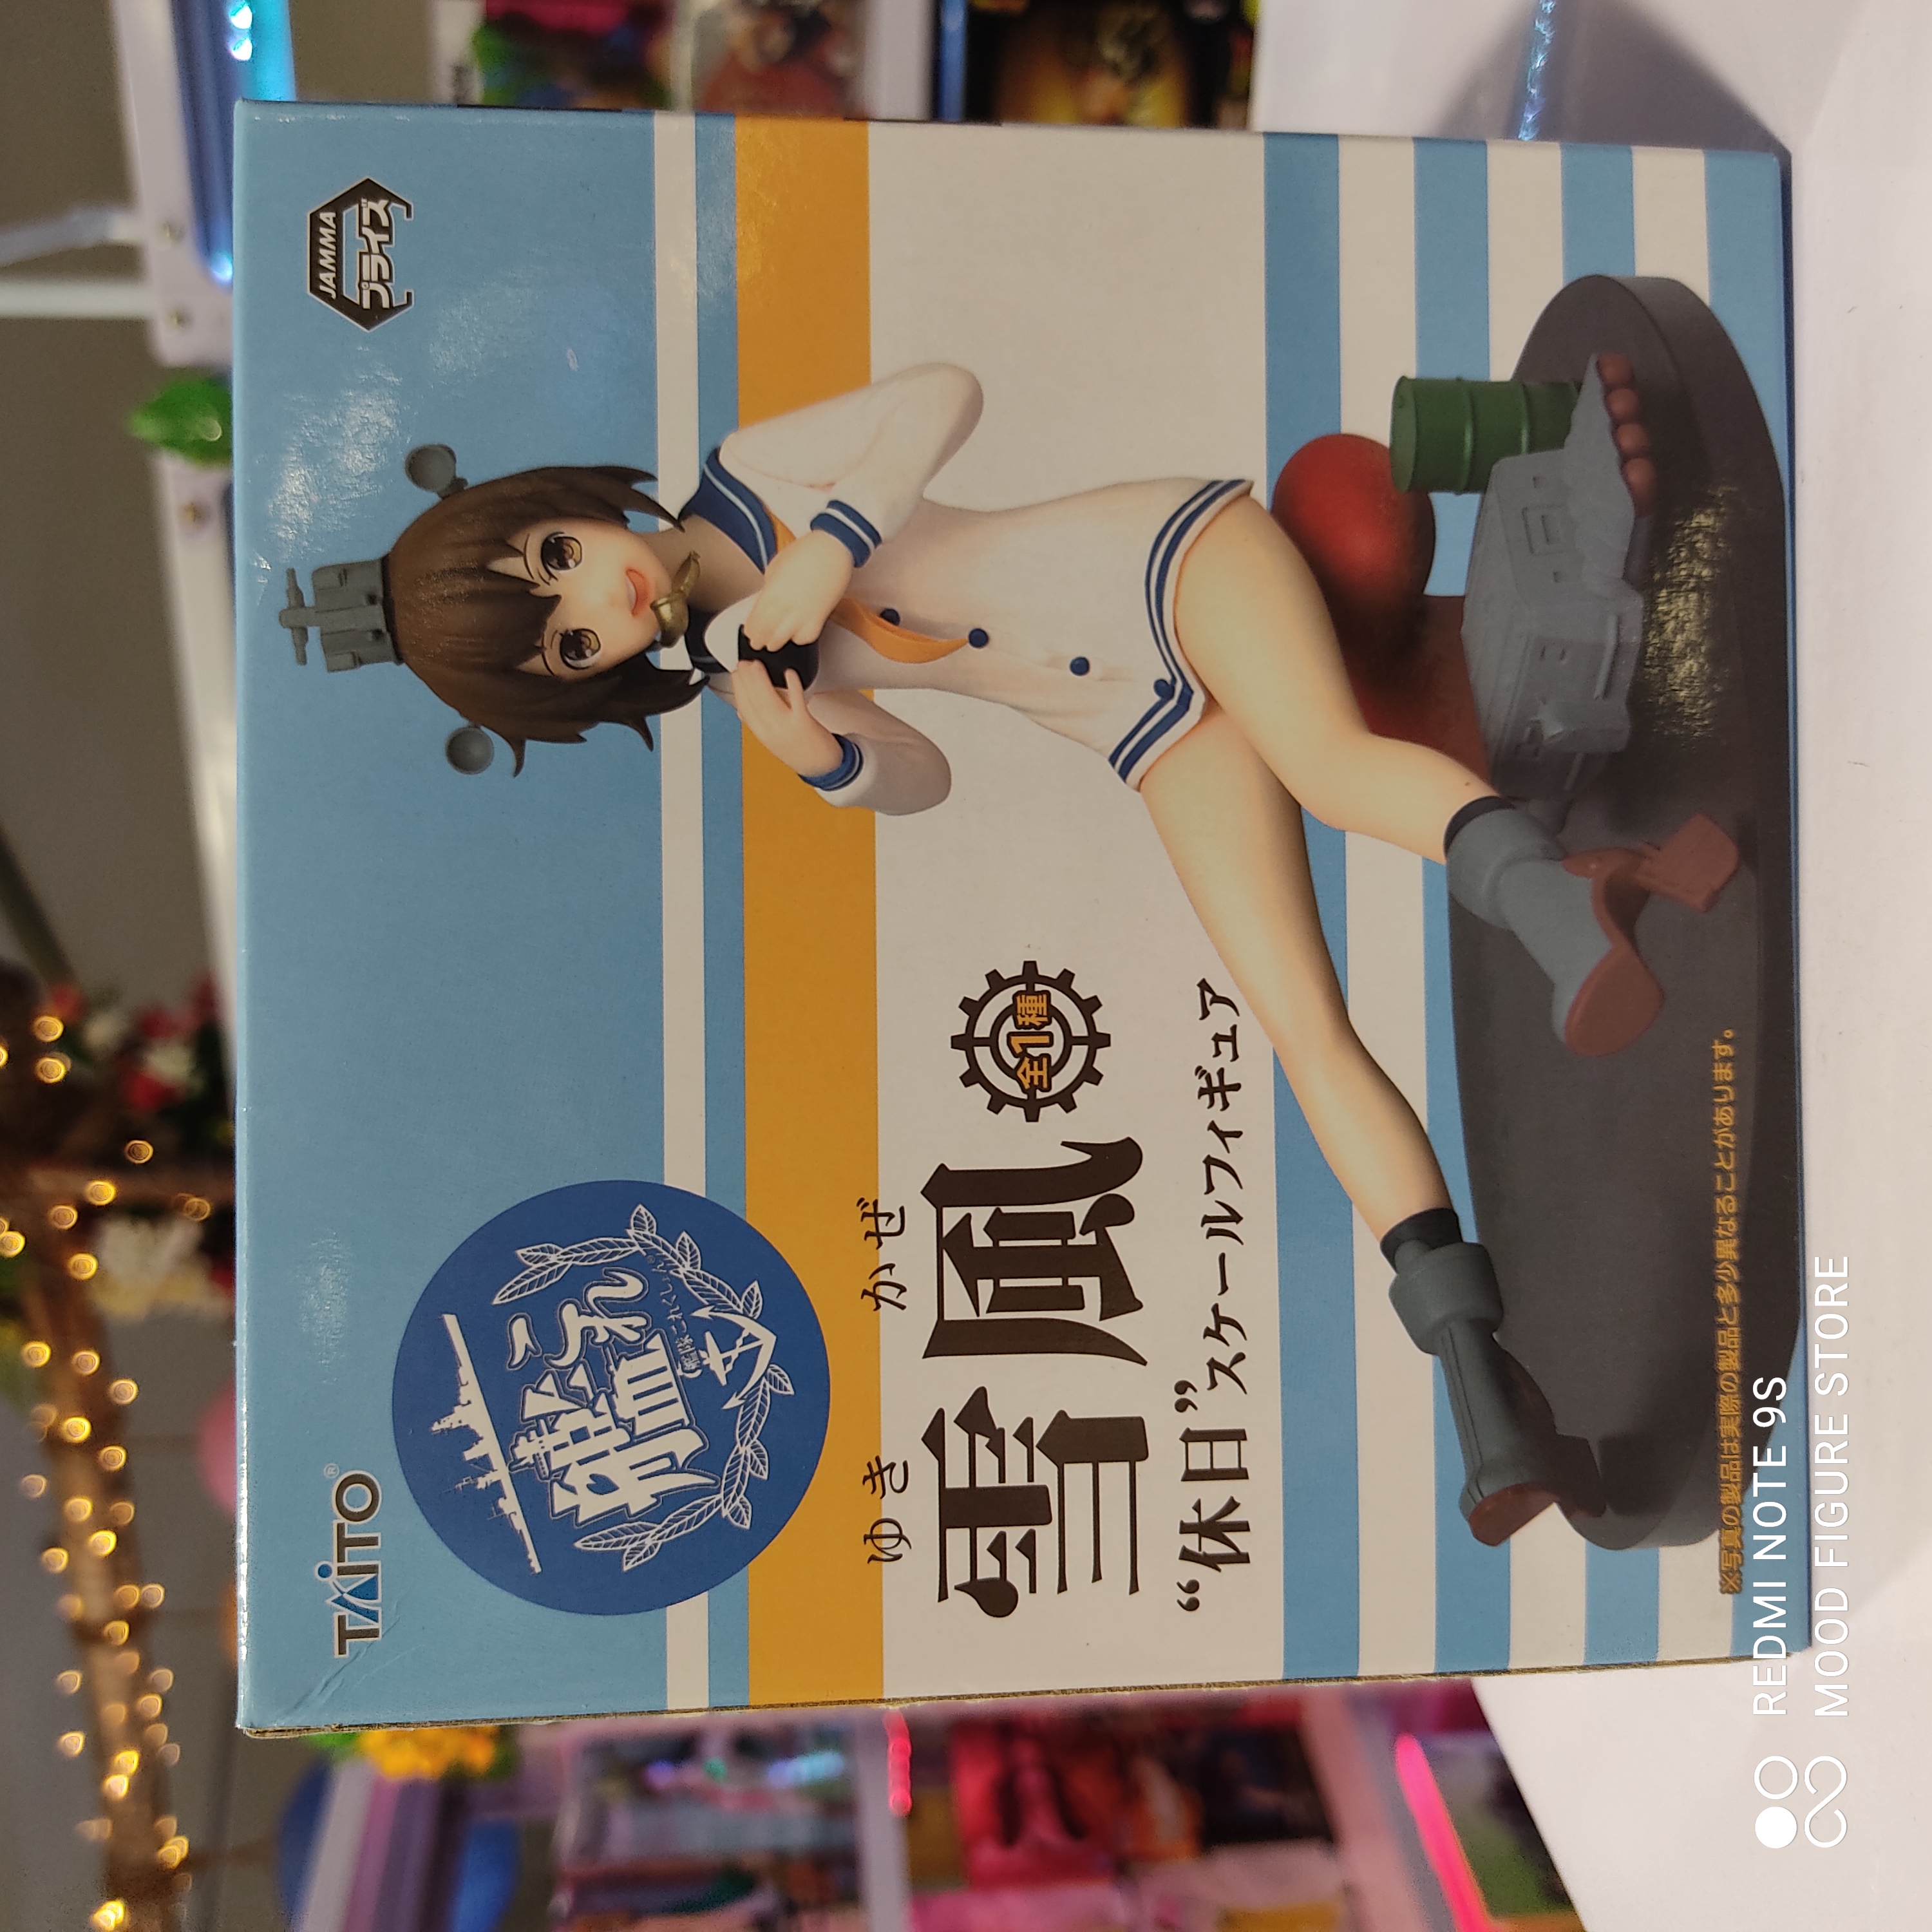 TAITO®
JAMMA
プライズ
艦これ
艦隊これくしょん
ゆき かぜ
雪風
全1種
“休日”スケールフィギュア
※写真の製品は実際の製品と多少異なることがあります。
REDMI NOTE 9S
MOOD FIGURE STORE